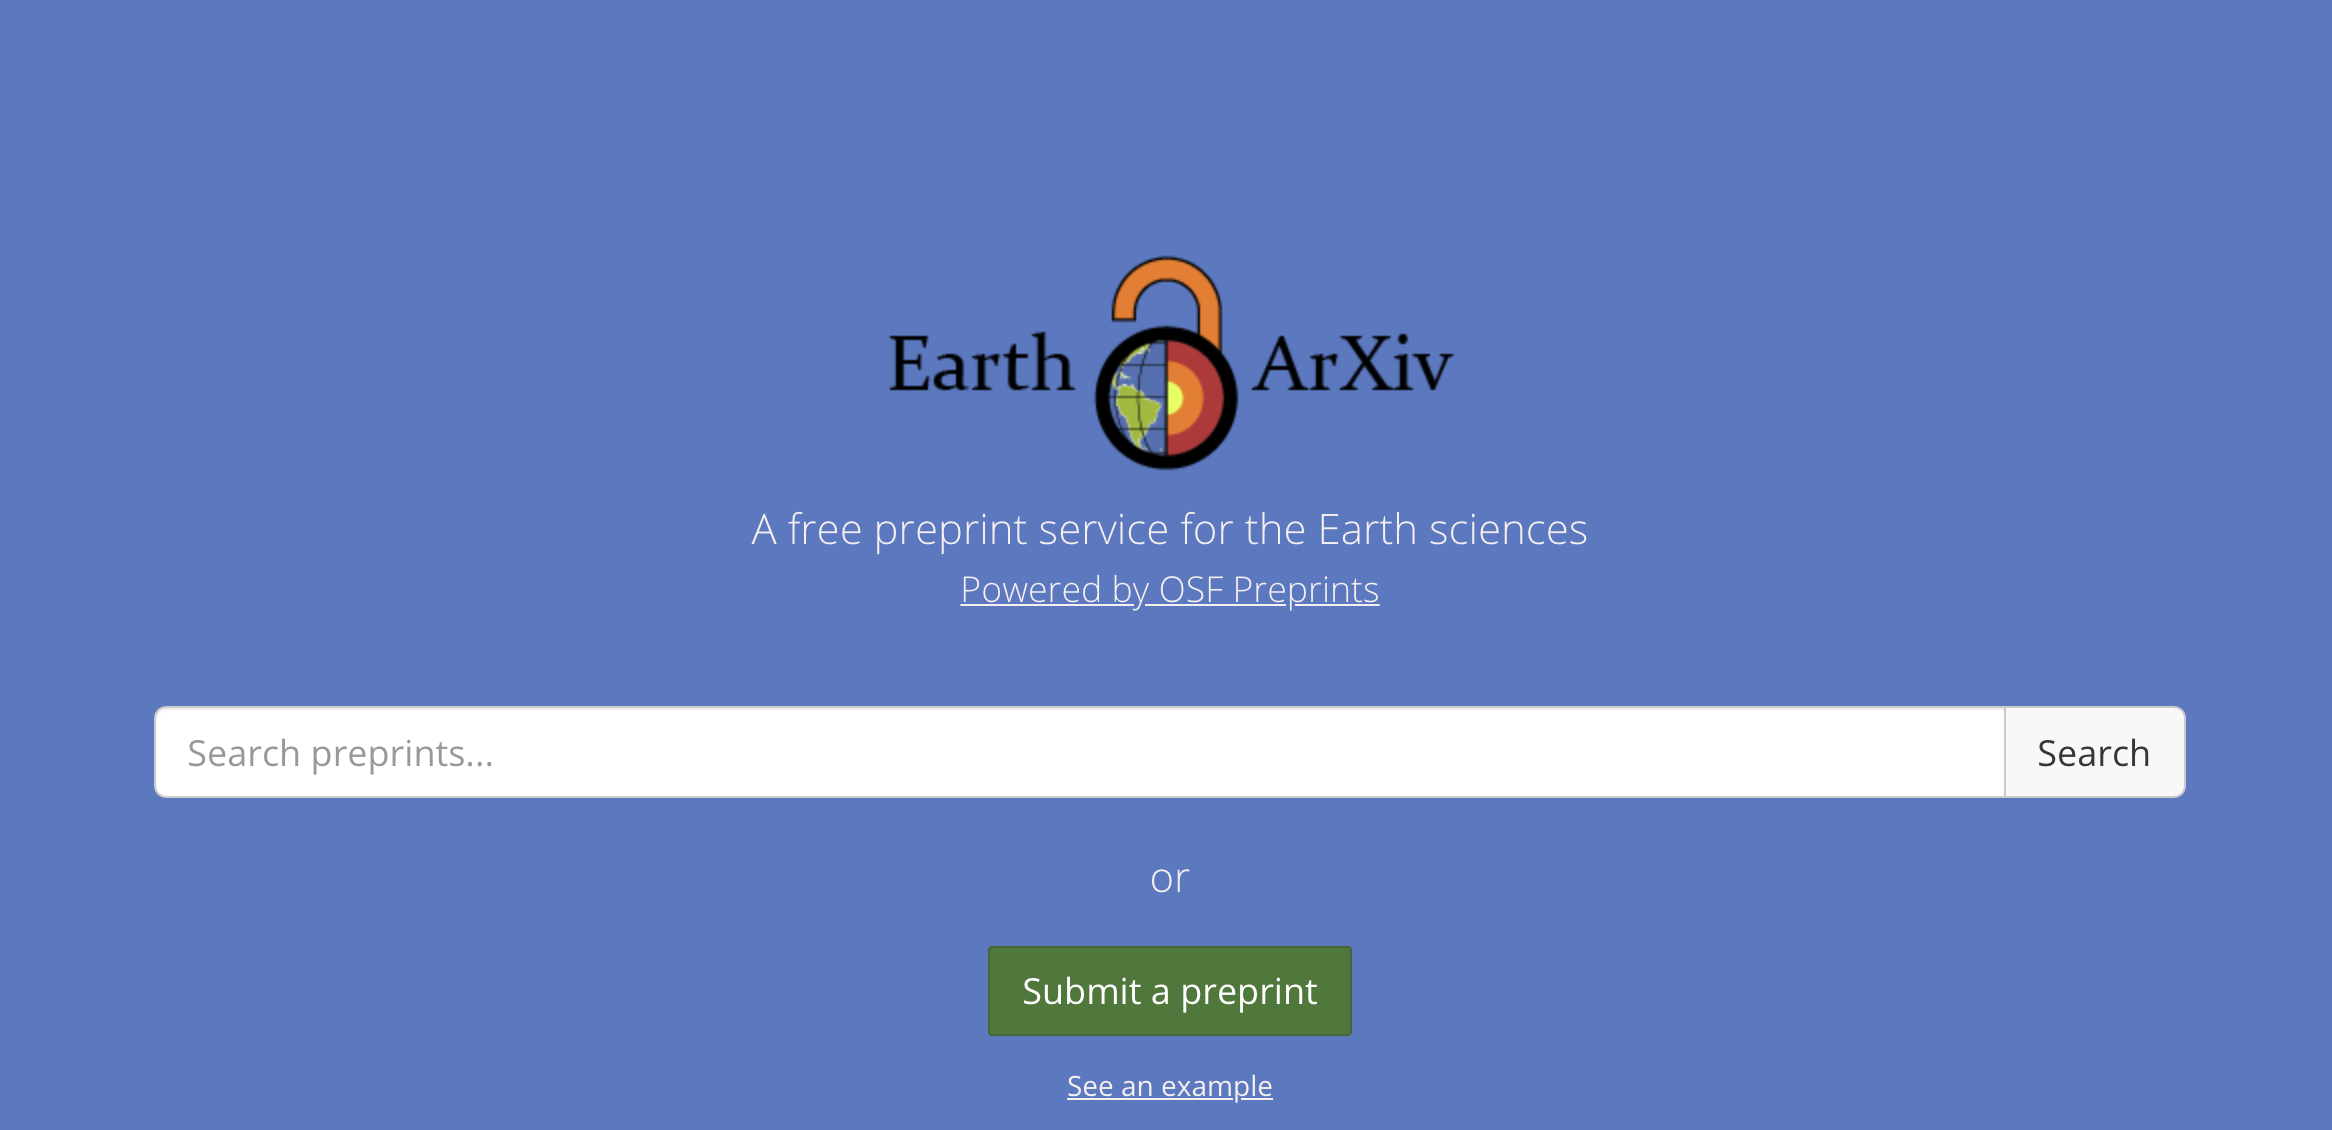 Earth ArXiv
A free preprint service for the Earth sciences
Powered by OSF Preprints
Search preprints... Search
or
Submit a preprint
See an example